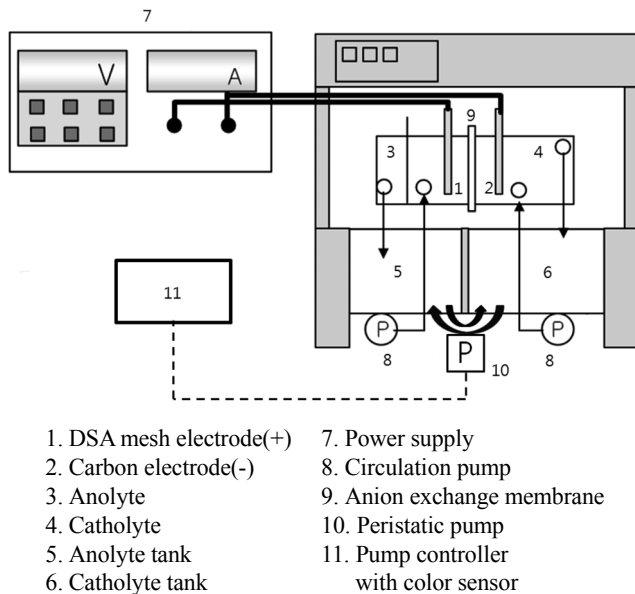 7
V
A
9
3
4
1
2
5
6
11
P
P
P
8
10
8
1. DSA mesh electrode(+)
2. Carbon electrode(-)
3. Anolyte
4. Catholyte
5. Anolyte tank
6. Catholyte tank
7. Power supply
8. Circulation pump
9. Anion exchange membrane
10. Peristatic pump
11. Pump controller
with color sensor